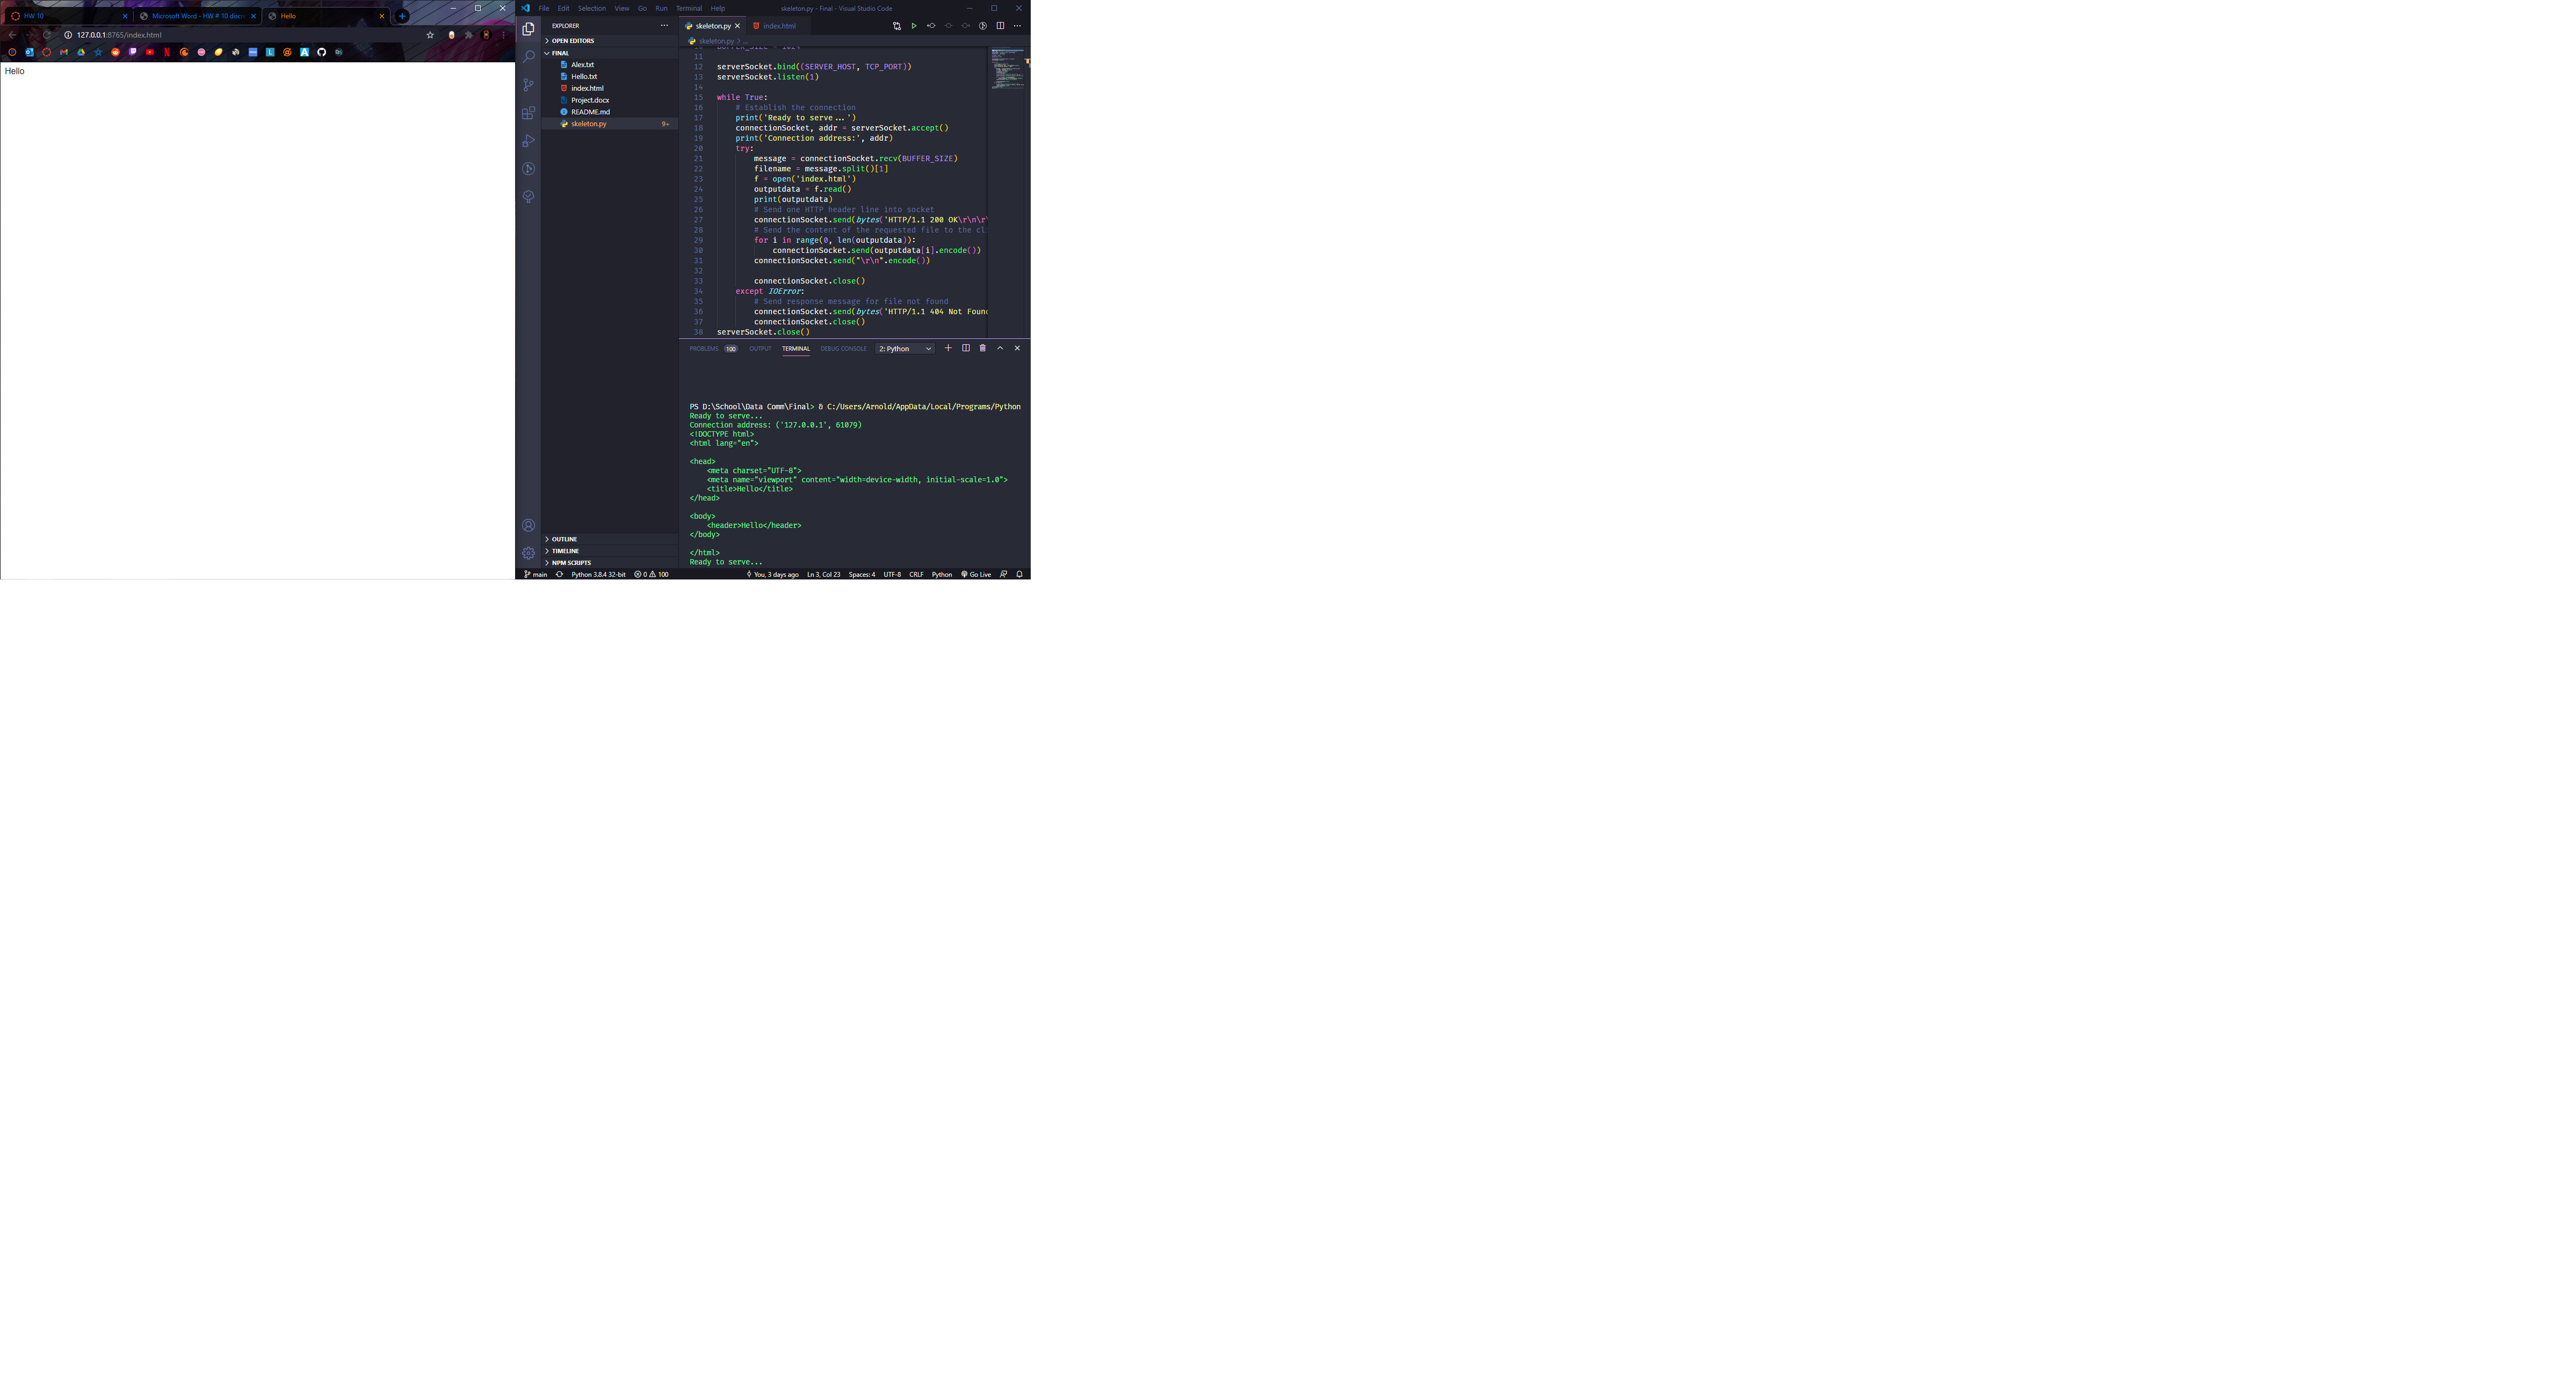 HW 10
Microsoft Word - HW # 10 disco
Hello
127.0.0.1:8765/index.html
Hello
File Edit Selection View Go Run Terminal Help
skeleton.py - Final - Visual Studio Code
EXPLORER
OPEN EDITORS
FINAL
Alex.txt
Hello.txt
index.html
Project.docx
README.md
skeleton.py 9+
OUTLINE
TIMELINE
NPM SCRIPTS
skeleton.py index.html
skeleton.py > ...
10 BUFFER_SIZE = 1024
11
12 serverSocket.bind((SERVER_HOST, TCP_PORT))
13 serverSocket.listen(1)
14
15 while True:
16 # Establish the connection
17 print('Ready to serve...')
18 connectionSocket, addr = serverSocket.accept()
19 print('Connection address:', addr)
20 try:
21 message = connectionSocket.recv(BUFFER_SIZE)
22 filename = message.split()[1]
23 f = open('index.html')
24 outputdata = f.read()
25 print(outputdata)
26 # Send one HTTP header line into socket
27 connectionSocket.send(bytes('HTTP/1.1 200 OK\r\n\r\
28 # Send the content of the requested file to the cl
29 for i in range(0, len(outputdata)):
30 connectionSocket.send(outputdata[i].encode())
31 connectionSocket.send("\r\n".encode())
32
33 connectionSocket.close()
34 except IOError:
35 # Send response message for file not found
36 connectionSocket.send(bytes('HTTP/1.1 404 Not Foun
37 connectionSocket.close()
38 serverSocket.close()
PROBLEMS 100 OUTPUT TERMINAL DEBUG CONSOLE 2: Python
PS D:\School\Data Comm\Final> & C:/Users/Arnold/AppData/Local/Programs/Python
Ready to serve...
Connection address: ('127.0.0.1', 61079)
<!DOCTYPE html>
<html lang="en">
<head>
<meta charset="UTF-8">
<meta name="viewport" content="width=device-width, initial-scale=1.0">
<title>Hello</title>
</head>
<body>
<header>Hello</header>
</body>
</html>
Ready to serve...
main Python 3.8.4 32-bit 0 100 You, 3 days ago Ln 3, Col 23 Spaces: 4 UTF-8 CRLF Python Go Live